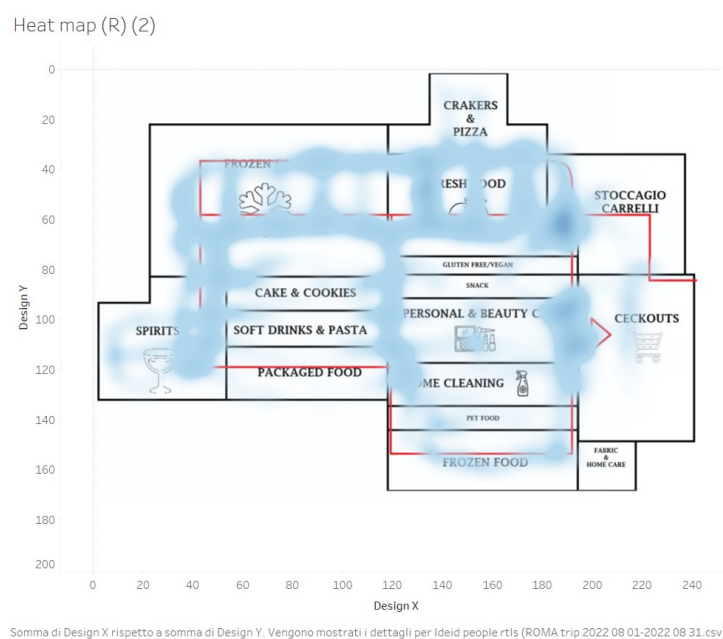 Heat map (R) (2)
CRAKERS
&
PIZZA
FROZEN
RESH OOD
STOCCAGIO
CARRELLI
GLUTEN FREE/VEGAN
SNACK
CAKE & COOKIES
PERSONAL & BEAUTY C
CECKOUTS
SPIRITS
SOFT DRINKS & PASTA
PACKAGED FOOD
OME CLEANING
PET FOOD
FROZEN FOOD
FABRIC
&
HOME CARE
Design Y
0
20
40
60
80
100
120
140
160
180
200
0 20 40 60 80 100 120 140 160 180 200 220 240
Design X
Somma di Design X rispetto a somma di Design Y. Vengono mostrati i dettagli per Ideid people rtls (ROMA trip 2022 08 01-2022 08 31.csv